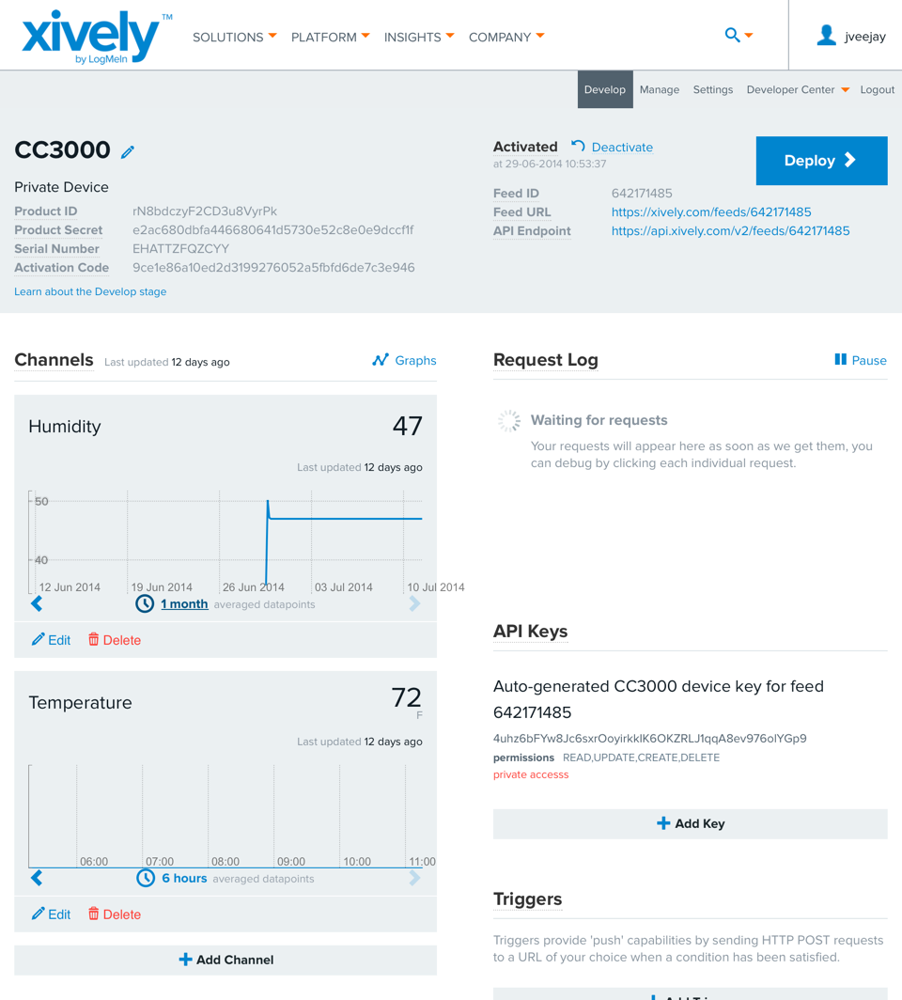 xively™
by LogMeIn
SOLUTIONS PLATFORM INSIGHTS COMPANY
jveejay
Develop Manage Settings Developer Center Logout
CC3000
Private Device
Product ID rN8bdczyF2CD3u8VyrPk
Product Secret e2ac680dbfa446680641d5730e52c8e0e9dccf1f
Serial Number EHATTZFQZCYY
Activation Code 9ce1e86a10ed2d3199276052a5fbfd6de7c3e946
Learn about the Develop stage
Activated Deactivate
at 29-06-2014 10:53:37
Deploy
Feed ID 642171485
Feed URL https://xively.com/feeds/642171485
API Endpoint https://api.xively.com/v2/feeds/642171485
Channels Last updated 12 days ago Graphs
Humidity 47
Last updated 12 days ago
50
40
12 Jun 2014 19 Jun 2014 26 Jun 2014 03 Jul 2014 10 Jul 2014
1 month averaged datapoints
Edit Delete
Temperature 72
F
Last updated 12 days ago
06:00 07:00 08:00 09:00 10:00 11:00
6 hours averaged datapoints
Edit Delete
Add Channel
Request Log Pause
Waiting for requests
Your requests will appear here as soon as we get them, you
can debug by clicking each individual request.
API Keys
Auto-generated CC3000 device key for feed
642171485
4uhz6bFYw8Jc6sxrOoyirkkIK6OKZRLJ1qqA8ev976oIYGp9
permissions READ,UPDATE,CREATE,DELETE
private accesss
Add Key
Triggers
Triggers provide 'push' capabilities by sending HTTP POST requests
to a URL of your choice when a condition has been satisfied.